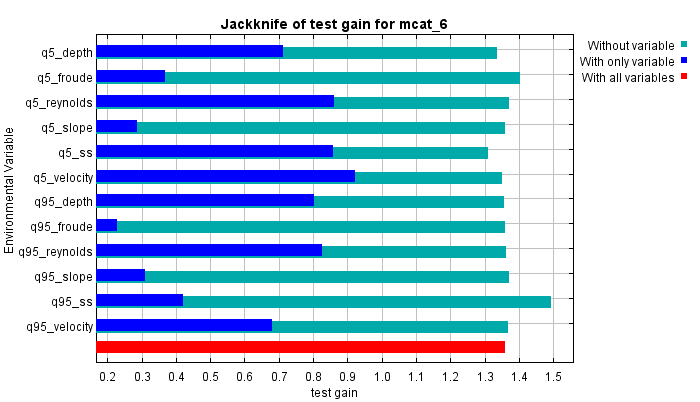 Jackknife of test gain for mcat_6
Without variable
With only variable
With all variables
Environmental Variable
q5_depth
q5_froude
q5_reynolds
q5_slope
q5_ss
q5_velocity
q95_depth
q95_froude
q95_reynolds
q95_slope
q95_ss
q95_velocity
0.2 0.3 0.4 0.5 0.6 0.7 0.8 0.9 1.0 1.1 1.2 1.3 1.4 1.5
test gain